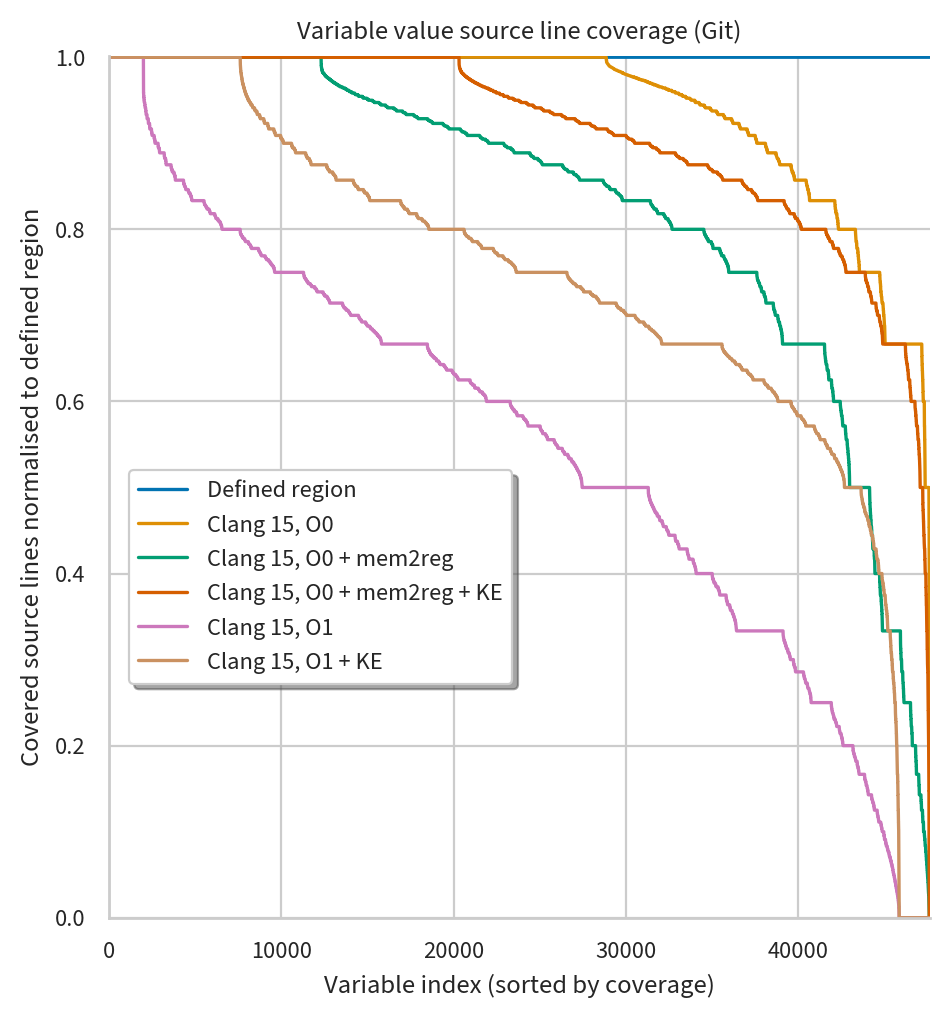 Variable value source line coverage (Git)
1.0
0.8
0.6
0.4
0.2
0.0
Covered source lines normalised to defined region
Defined region
Clang 15, O0
Clang 15, O0 + mem2reg
Clang 15, O0 + mem2reg + KE
Clang 15, O1
Clang 15, O1 + KE
0 10000 20000 30000 40000
Variable index (sorted by coverage)